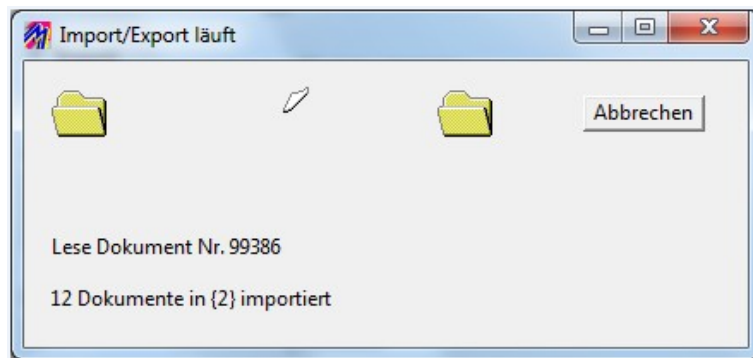 Import/Export läuft
Abbrechen
Lese Dokument Nr. 99386
12 Dokumente in {2} importiert